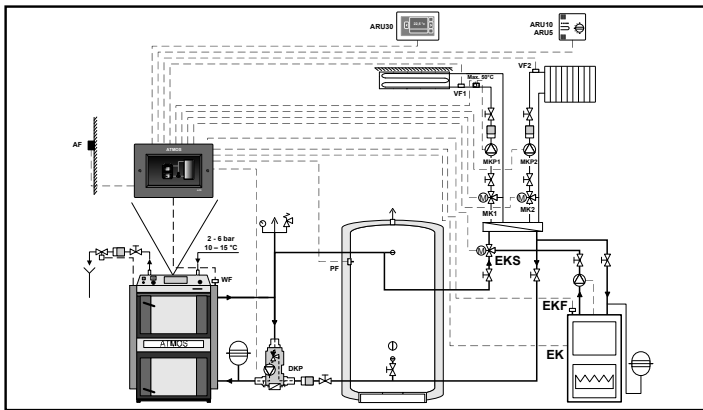 ARU30
ARU10
ARU5
VF2
Max. 50°C
VF1
AF
ATMOS
MKP1
MKP2
M
M
MK1
MK2
2 - 6 bar
10 – 15 °C
WF
PF
M
EKS
EKF
EK
ATMOS
DKP